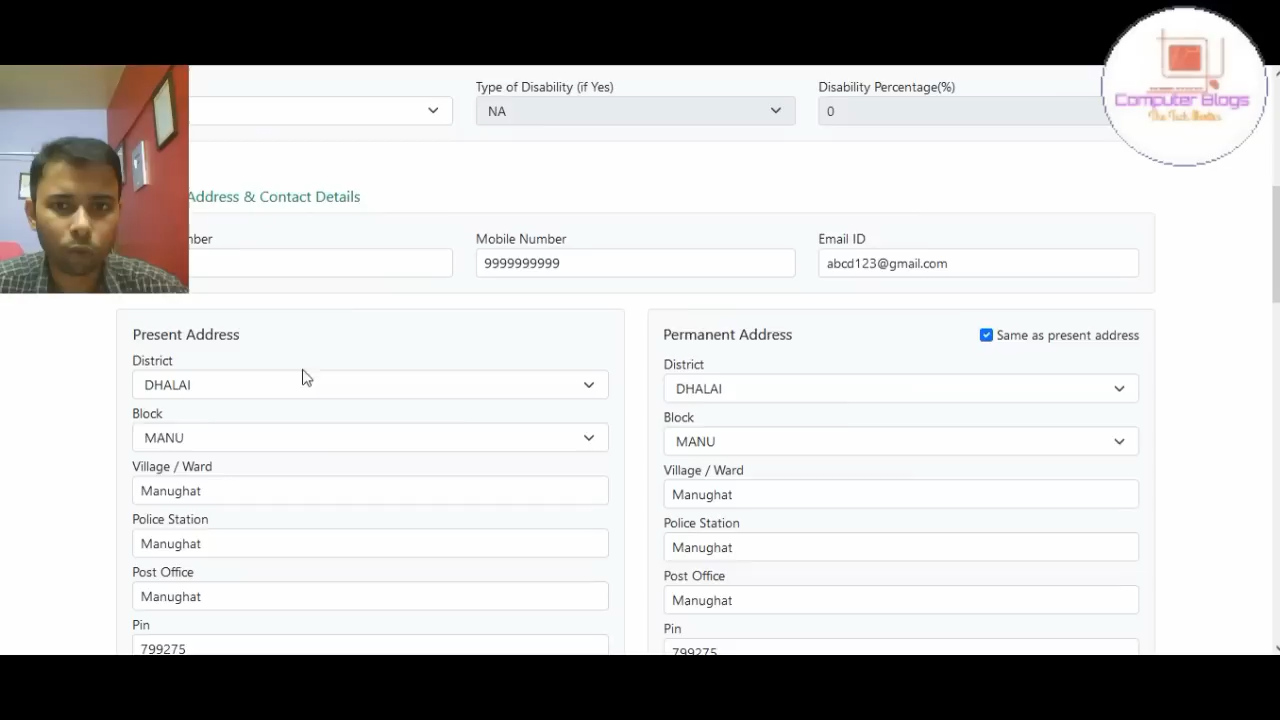 Type of Disability (if Yes)
Disability Percentage(%)
NA
0
Computer Blogs
Address & Contact Details
mber
Mobile Number
Email ID
9999999999
abcd123@gmail.com
Present Address
Permanent Address
Same as present address
District
District
DHALAI
DHALAI
Block
Block
MANU
MANU
Village / Ward
Village / Ward
Manughat
Manughat
Police Station
Police Station
Manughat
Manughat
Post Office
Post Office
Manughat
Manughat
Pin
Pin
799275
799275